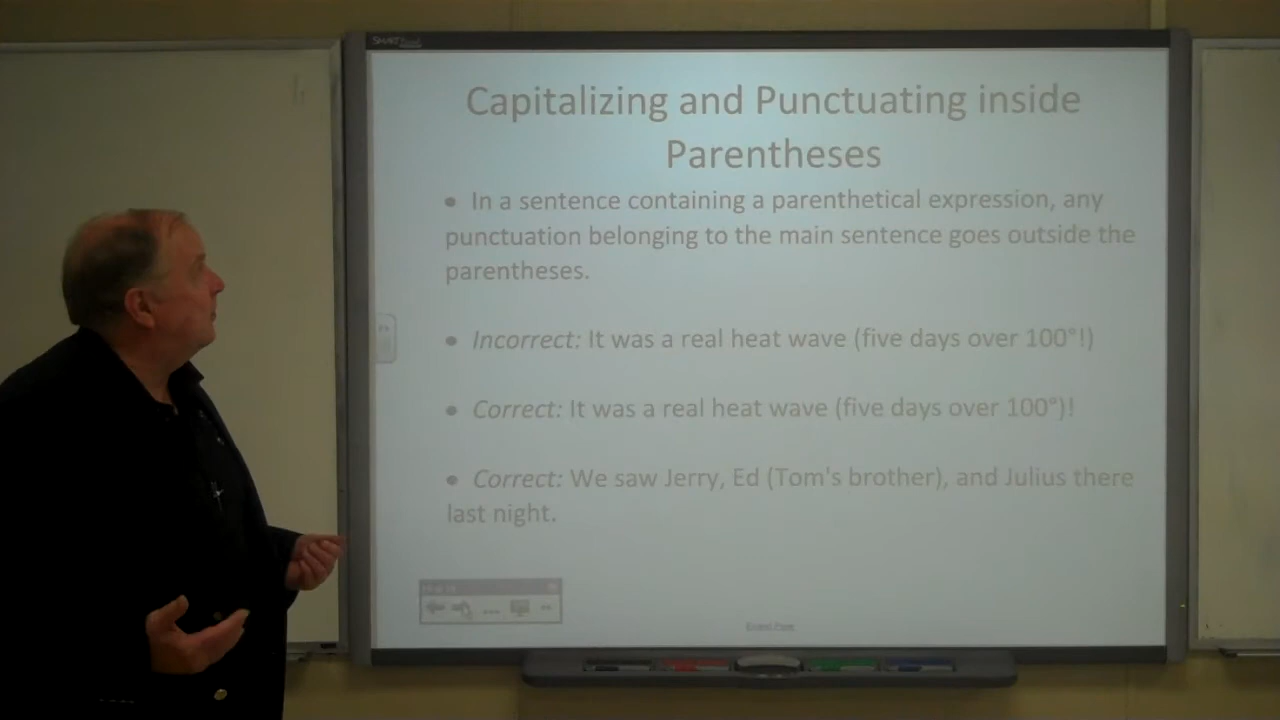 SMART
Capitalizing and Punctuating inside
Parentheses
• In a sentence containing a parenthetical expression, any
punctuation belonging to the main sentence goes outside the
parentheses.
• Incorrect: It was a real heat wave (five days over 100°!)
• Correct: It was a real heat wave (five days over 100°)!
• Correct: We saw Jerry, Ed (Tom's brother), and Julius there
last night.